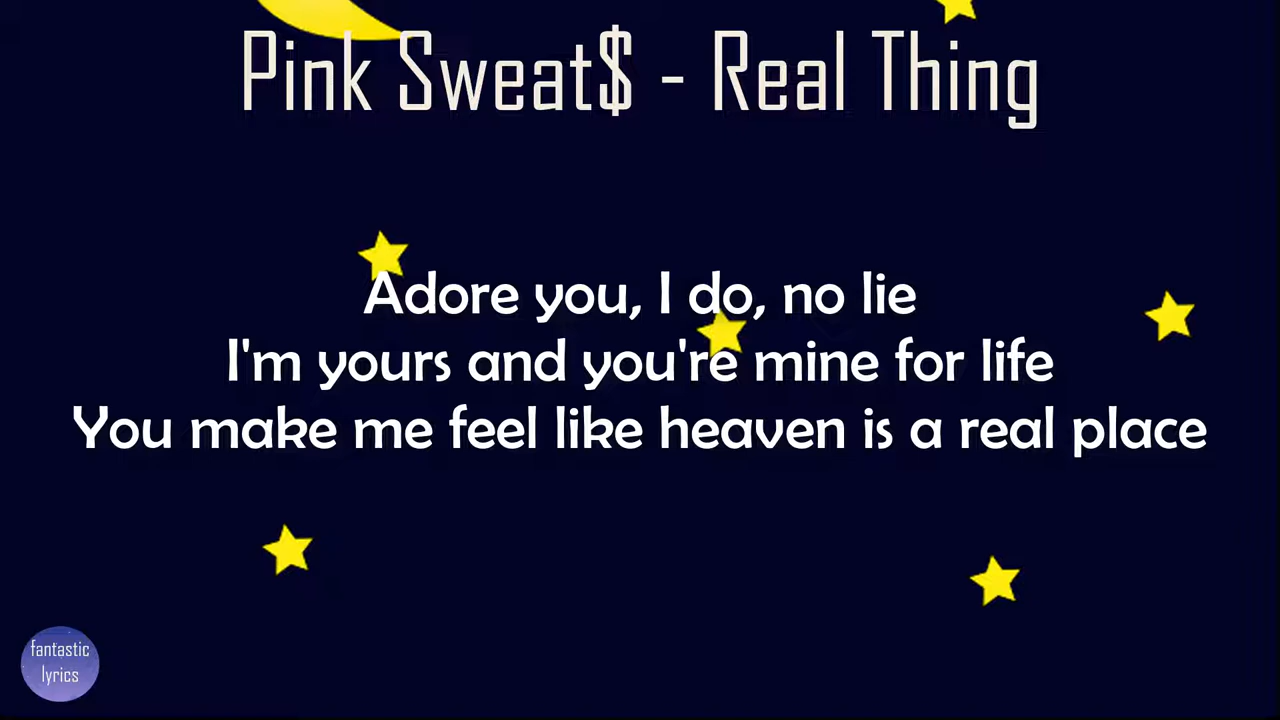 Pink Sweat$ - Real Thing
Adore you, I do, no lie
I'm yours and you're mine for life
You make me feel like heaven is a real place
fantastic
lyrics